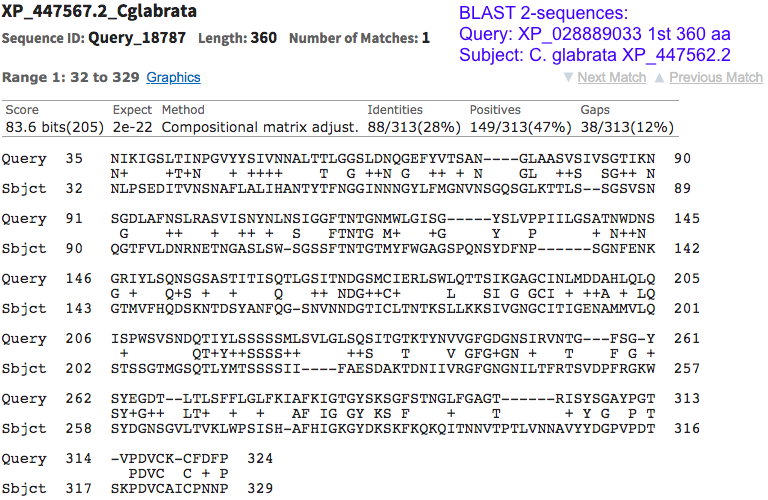 XP_447567.2_Cglabrata
BLAST 2-sequences:
Sequence ID: Query_18787 Length: 360 Number of Matches: 1
Query: XP_028889033 1st 360 aa
Subject: C. glabrata XP_447562.2
Range 1: 32 to 329 Graphics
▼ Next Match ▲ Previous Match
Score Expect Method Identities Positives Gaps
83.6 bits(205) 2e-22 Compositional matrix adjust. 88/313(28%) 149/313(47%) 38/313(12%)
Query 35 NIKIGSLTINPGVYYSIVNNALTTLGGSLDNQGEFYVTSAN----GLAASVSIVSGTIKN 90
N+ +T+N + ++++ T G ++N G + + N GL ++S +G N
Sbjct 32 NLPSEDITVNSNAFLALIHANTYTFNGGINNNGYLFMGNVNSGQSGLKTTLS--SGSVSN 89
Query 91 SGDLAFNSLRASVISNYNLNSIGGFTNTGNMWLGISG-----YSLVPPIILGSATNWDNS 145
G + + ++ + S FTNTG M+ +G Y P + N++N
Sbjct 90 QGTFVLDNRNETNGASLSW-SGSSFTNTGTMYFWGAGSPQNSYDFNP------SGNFENK 142
Query 146 GRIYLSQNSGSASTITISQTLGSITNDGSMCIERLSWLQTTSIKGAGCINLMDDAHLQLQ 205
G + Q+S + + Q ++ NDG++C+ L SI G GCI + ++A + LQ
Sbjct 143 GTMVFHQDSKNTDSYANFQG-SNVNNDGTICLTNTKSLLKKSIVGNGCITIGENAMMVLQ 201
Query 206 ISPWSVSNDQTIYLSSSSSMLSVLGLSQSITGTKTYNVVGFGDGNSIRVNTG---FSG-Y 261
+ QT+Y++SSSS++ ++S T V GFG+GN + T F G +
Sbjct 202 STSSGTMGSQTLYMTSSSSII----FAESDAKTDNIIVRGFGNGNILTFRTSVDPFRGKW 257
Query 262 SYEGDT--LTLSFFLGLFKIAFKIGTGYSKSGFSTNGLFGAGT------RISYSGAYPGT 313
SY+G++ LT+ + + AF IG GY KS F + T + Y G P T
Sbjct 258 SYDGNSGVLTVKLWPSISH-AFHIGKGYDKSKFKQKQITNNVTPTLVNNAVYYDGPVPDT 316
Query 314 -VPDVCK-CFDFP 324
PDVC C + P
Sbjct 317 SKPDVCAICPNNP 329